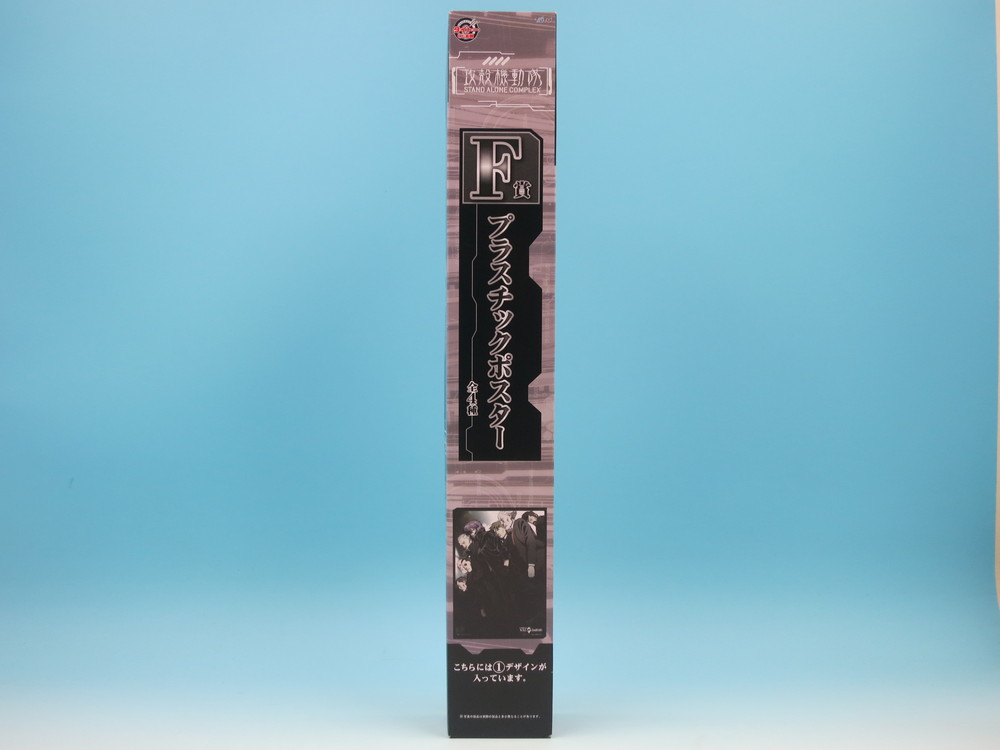 攻殻機動隊
STAND ALONE COMPLEX
F賞
プラスチックポスター
全4種
こちらには①デザインが
入っています。